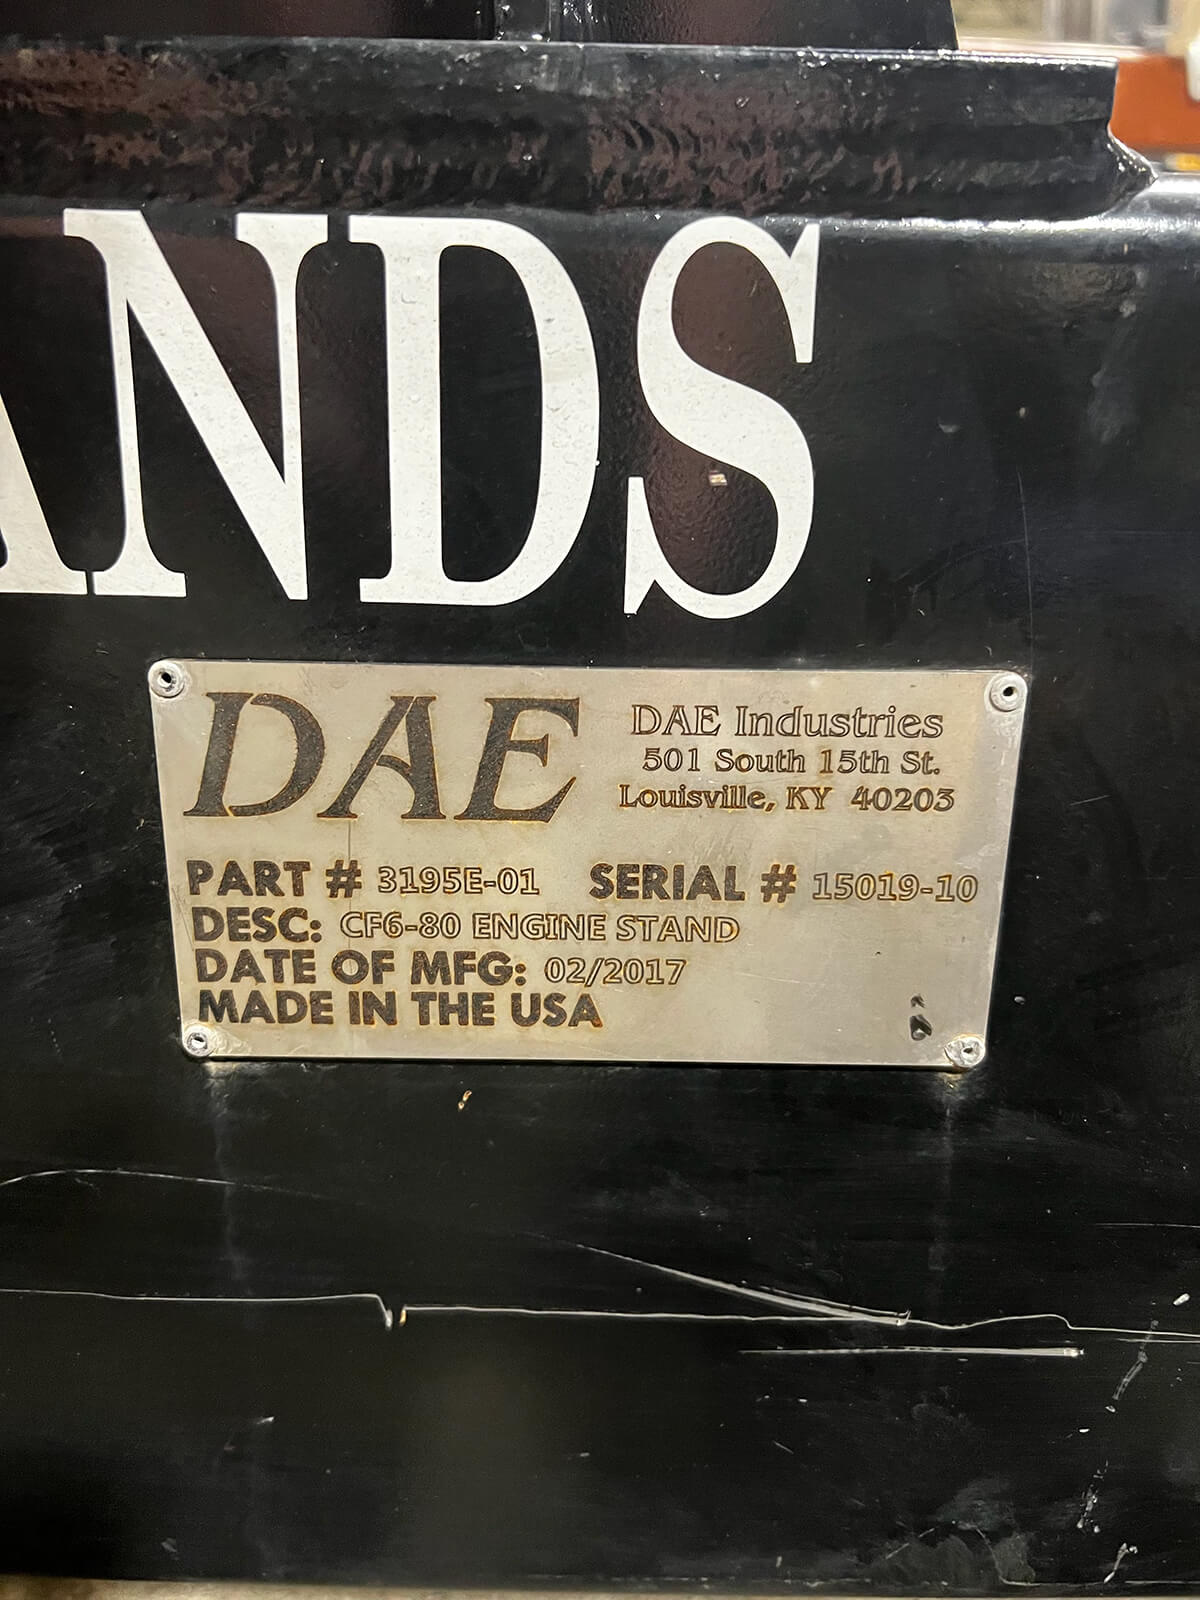 ANDS
DAE
DAE Industries
501 South 15th St.
Louisville, KY 40203
PART # 3195E-01 SERIAL # 15019-10
DESC: CF6-80 ENGINE STAND
DATE OF MFG: 02/2017
MADE IN THE USA